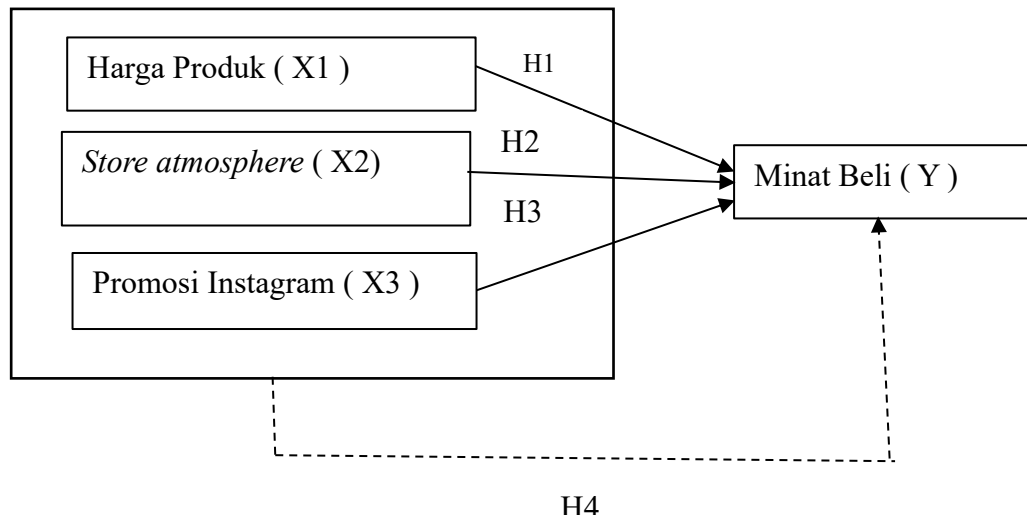 Harga Produk ( X1 )
H1
Store atmosphere ( X2)
H2
Minat Beli ( Y )
H3
Promosi Instagram ( X3 )
H4